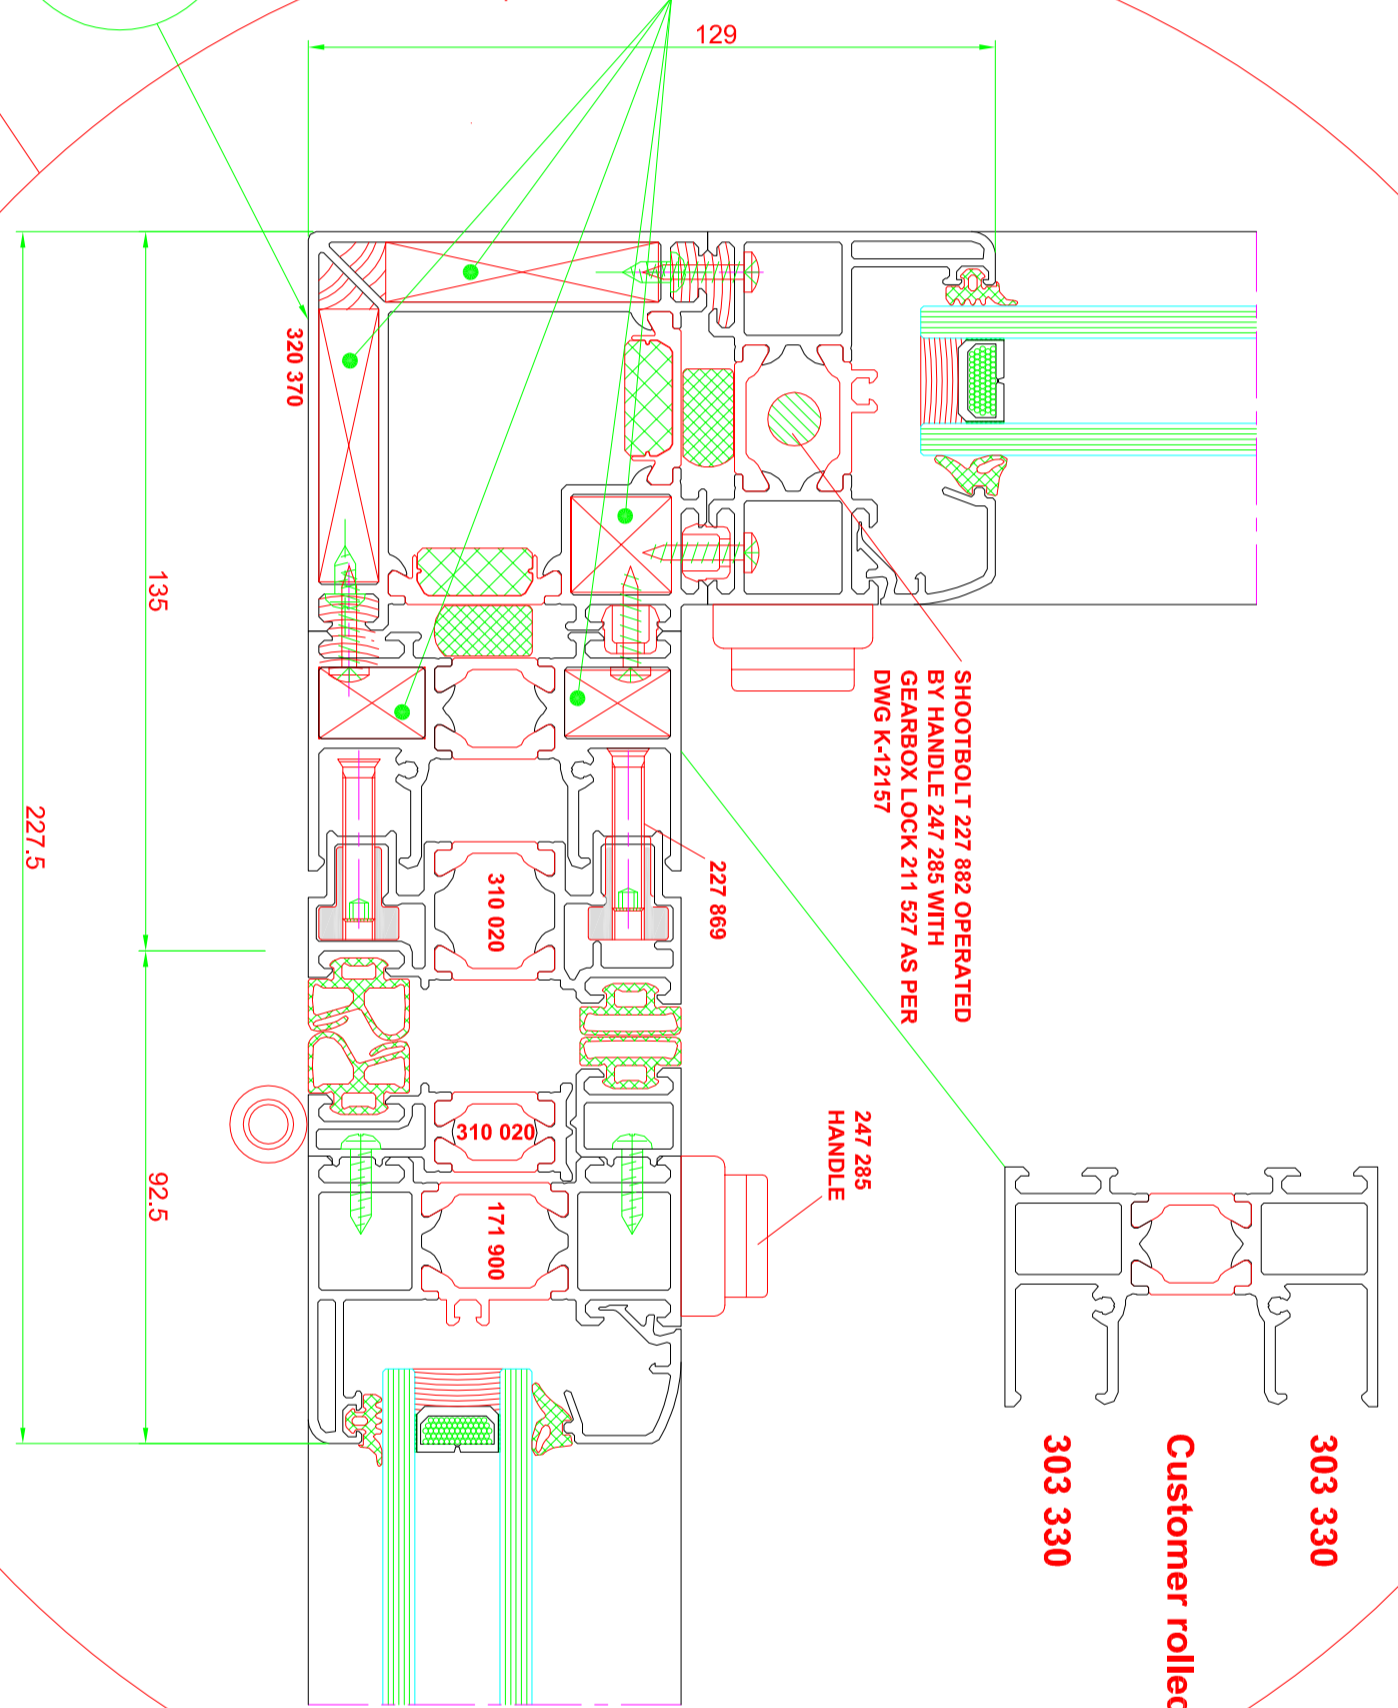 129
320 370
135
227.5
92.5
SHOOTBOLT 227 882 OPERATED
BY HANDLE 247 285 WITH
GEARBOX LOCK 211 527 AS PER
DWG K-12157
227 869
310 020
310 020
171 900
247 285
HANDLE
303 330
Customer rolled
303 330